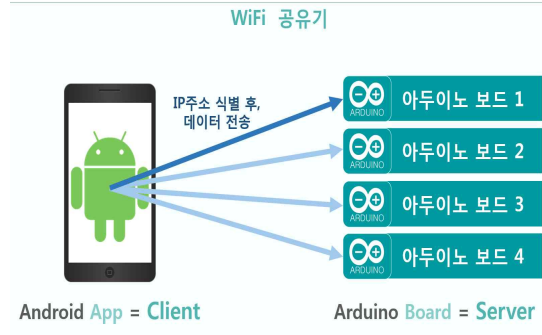 WiFi 공유기
IP주소 식별 후,
데이터 전송
ARDUINO
아두이노 보드 1
ARDUINO
아두이노 보드 2
ARDUINO
아두이노 보드 3
ARDUINO
아두이노 보드 4
Android App = Client
Arduino Board = Server